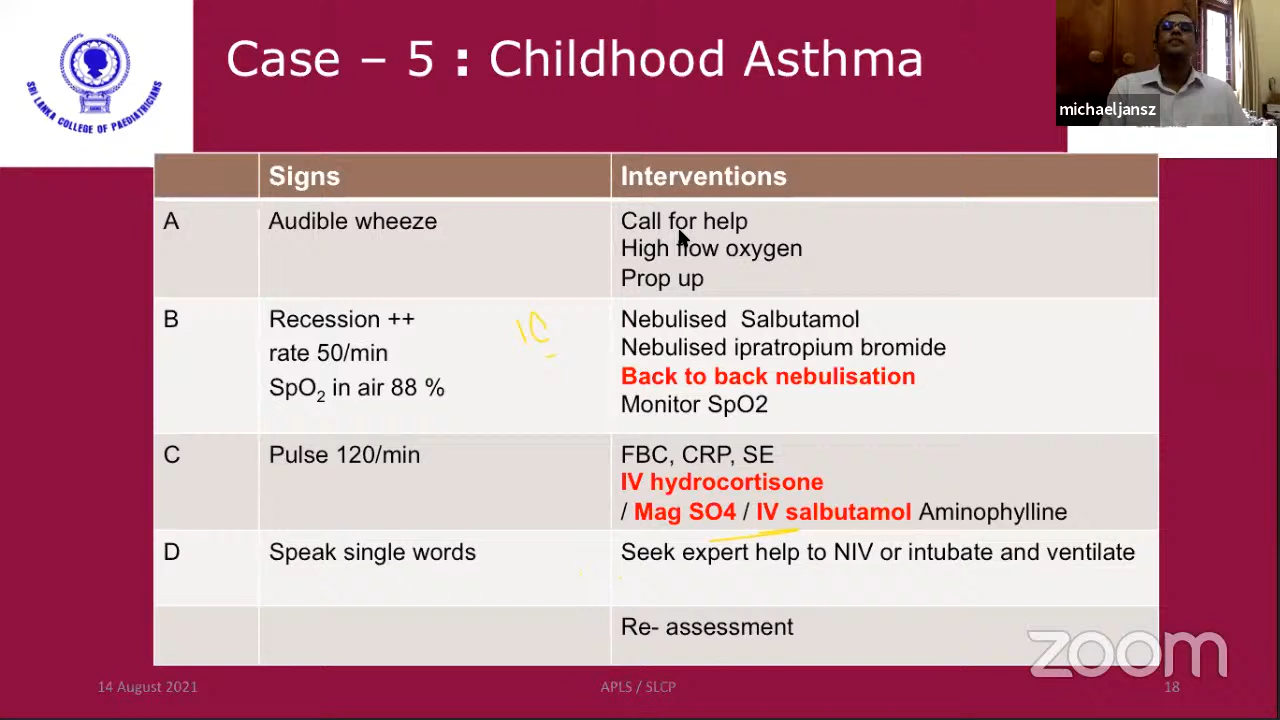 Case – 5 : Childhood Asthma
SRI LANKA COLLEGE OF PAEDIATRICIANS
michaeljansz
Signs
Interventions
A
Audible wheeze
Call for help
High flow oxygen
Prop up
B
Recession ++
rate 50/min
SpO2 in air 88 %
Nebulised Salbutamol
Nebulised ipratropium bromide
Back to back nebulisation
Monitor SpO2
C
Pulse 120/min
FBC, CRP, SE
IV hydrocortisone
/ Mag SO4 / IV salbutamol Aminophylline
D
Speak single words
Seek expert help to NIV or intubate and ventilate
Re- assessment
zoom
14 August 2021
APLS / SLCP
18